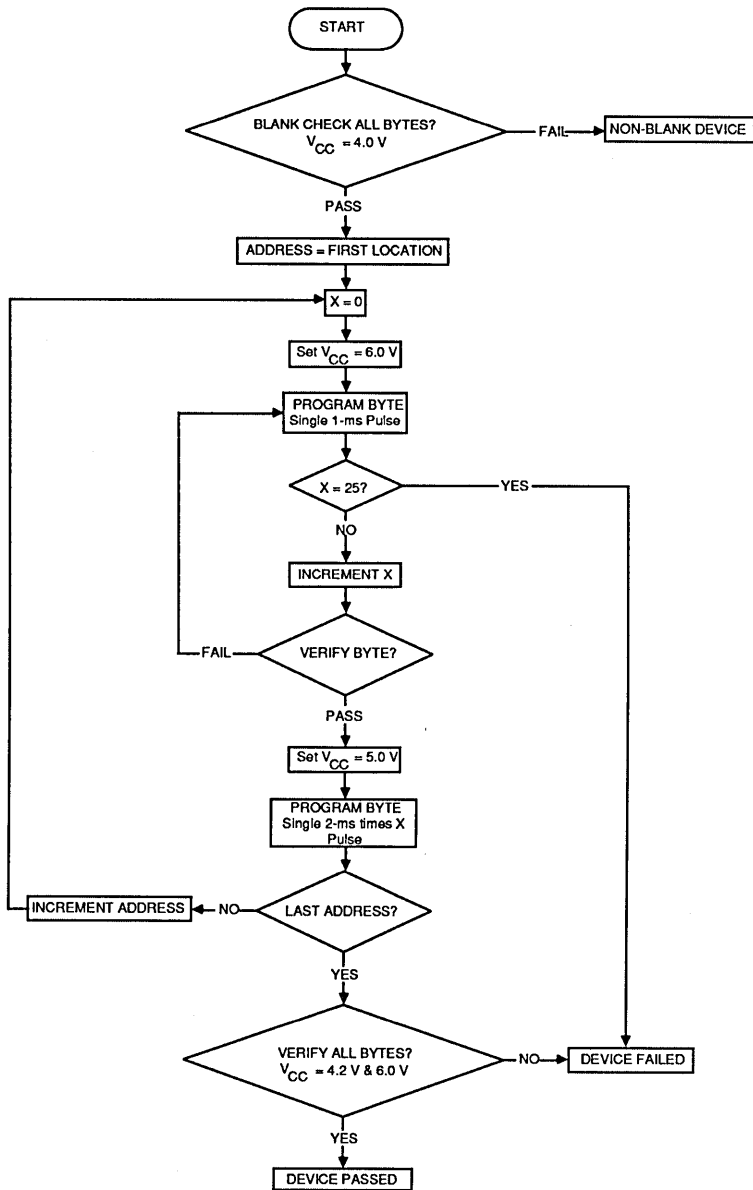 START
BLANK CHECK ALL BYTES?
VCC = 4.0 V
FAIL
NON-BLANK DEVICE
PASS
ADDRESS = FIRST LOCATION
X = 0
Set VCC = 6.0 V
PROGRAM BYTE
Single 1-ms Pulse
X = 25?
YES
NO
INCREMENT X
FAIL
VERIFY BYTE?
PASS
Set VCC = 5.0 V
PROGRAM BYTE
Single 2-ms times X
Pulse
INCREMENT ADDRESS
NO
LAST ADDRESS?
YES
VERIFY ALL BYTES?
VCC = 4.2 V & 6.0 V
NO
DEVICE FAILED
YES
DEVICE PASSED